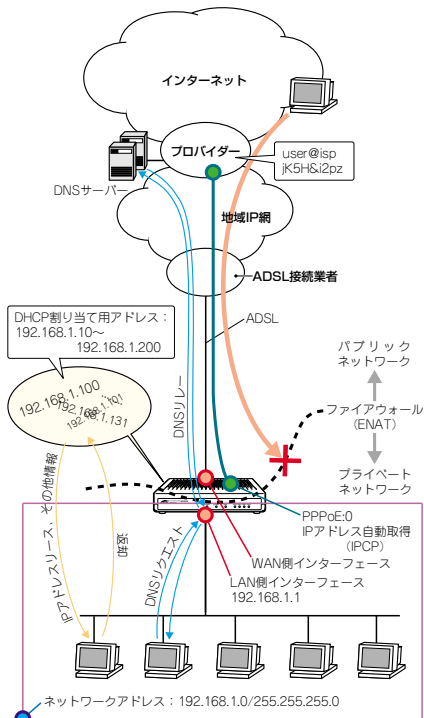 インターネット
プロバイダー
user@isp
jK5H&i2pz
DNSサーバー
地域IP網
ADSL接続業者
DHCP割り当て用アドレス：
192.168.1.10～
192.168.1.200
ADSL
パブリック
ネットワーク
192.168.1.100
192.168.1.101
192.168.1.131
DNSリレー
ファイアウォール
（ENAT）
プライベート
ネットワーク
IPアドレスリース、その他情報
返却
DNSリクエスト
PPPoE:0
IPアドレス自動取得
（IPCP）
WAN側インターフェース
LAN側インターフェース
192.168.1.1
ネットワークアドレス：192.168.1.0/255.255.255.0